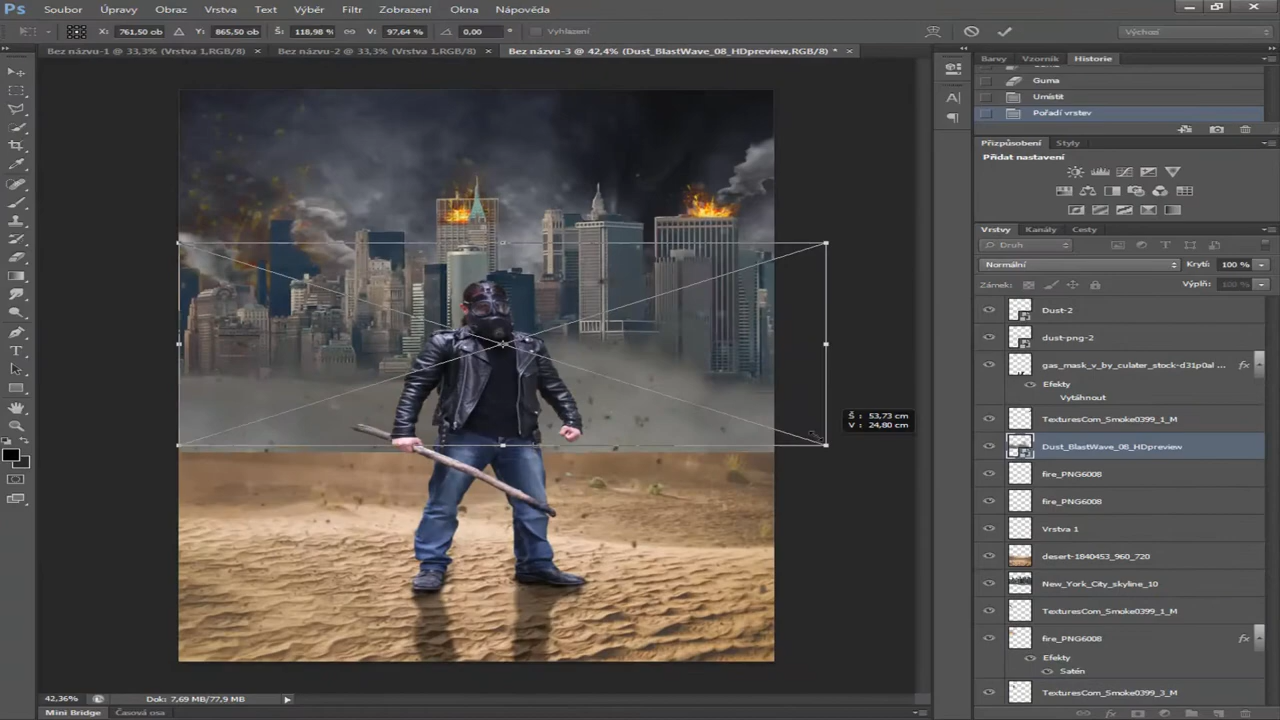 Ps Soubor Úpravy Obraz Vrstva Text Výběr Filtr Zobrazení Okna Nápověda
X: 761,50 ob Y: 865,50 ob Š: 118,98 % V: 97,64 % 0,00 ° Vyhlazení Výchozí
Bez názvu-1 @ 33,3% (Vrstva 1,RGB/8) × Bez názvu-2 @ 33,3% (Vrstva 1,RGB/8) × Bez názvu-3 @ 42,4% (Dust_BlastWave_08_HDpreview,RGB/8) * ×
Barvy Vzorník Historie
Guma
Umístit
Pořadí vrstev
Přizpůsobení Styly
Přidat nastavení
Vrstvy Kanály Cesty
Druh
Normální Krytí: 100 %
Zámek: Výplň: 100 %
Dust-2
dust-png-2
gas_mask_v_by_culater_stock-d31p0al ... fx
Efekty
Vytáhnout
TexturesCom_Smoke0399_1_M
Dust_BlastWave_08_HDpreview
fire_PNG6008
fire_PNG6008
Vrstva 1
desert-1840453_960_720
New_York_City_skyline_10
TexturesCom_Smoke0399_1_M
fire_PNG6008 fx
Efekty
Satén
TexturesCom_Smoke0399_3_M
Š : 53,73 cm
V : 24,80 cm
42,36% Dok: 7,69 MB/77,9 MB
Mini Bridge Časová osa